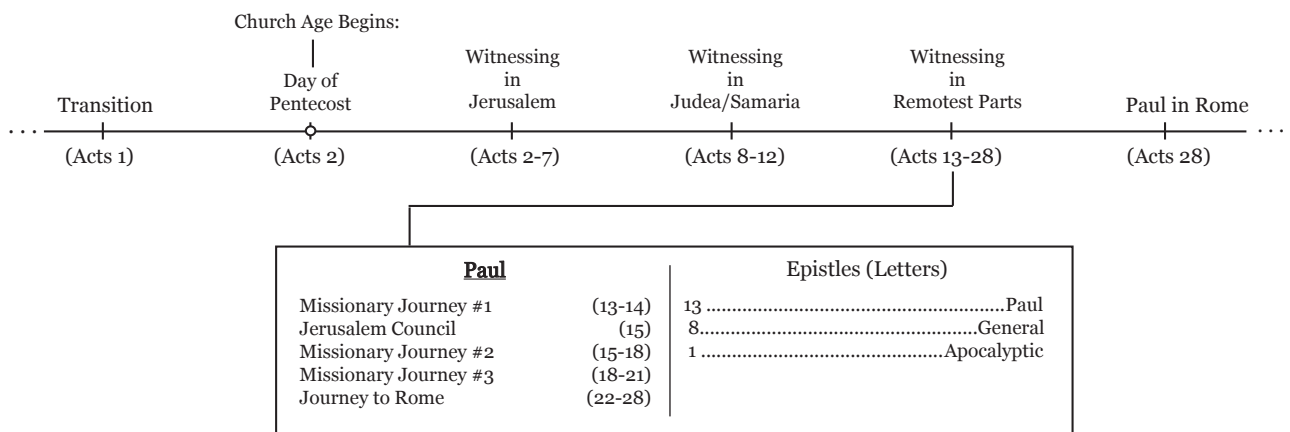 Church Age Begins:
Transition
Day of
Pentecost
Witnessing
in
Jerusalem
Witnessing
in
Judea/Samaria
Witnessing
in
Remotest Parts
Paul in Rome
. . .
. . .
(Acts 1)
(Acts 2)
(Acts 2-7)
(Acts 8-12)
(Acts 13-28)
(Acts 28)
Paul
Missionary Journey #1 (13-14)
Jerusalem Council (15)
Missionary Journey #2 (15-18)
Missionary Journey #3 (18-21)
Journey to Rome (22-28)
Epistles (Letters)
13 ......................................................Paul
8..................................................General
1 ............................................Apocalyptic